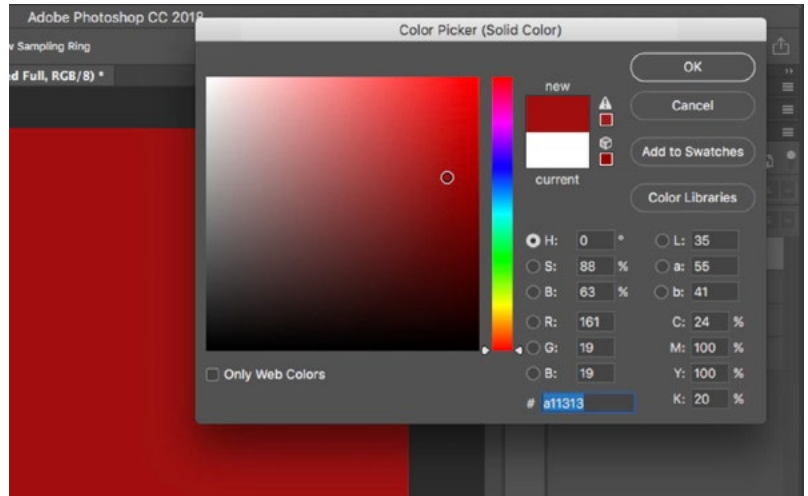 Adobe Photoshop CC 2018
Sampling Ring
ed Full, RGB/8) *
Color Picker (Solid Color)
new
current
OK
Cancel
Add to Swatches
Color Libraries
H: 0 °
S: 88 %
B: 63 %
R: 161
G: 19
B: 19
# a11313
L: 35
a: 55
b: 41
C: 24 %
M: 100 %
Y: 100 %
K: 20 %
Only Web Colors